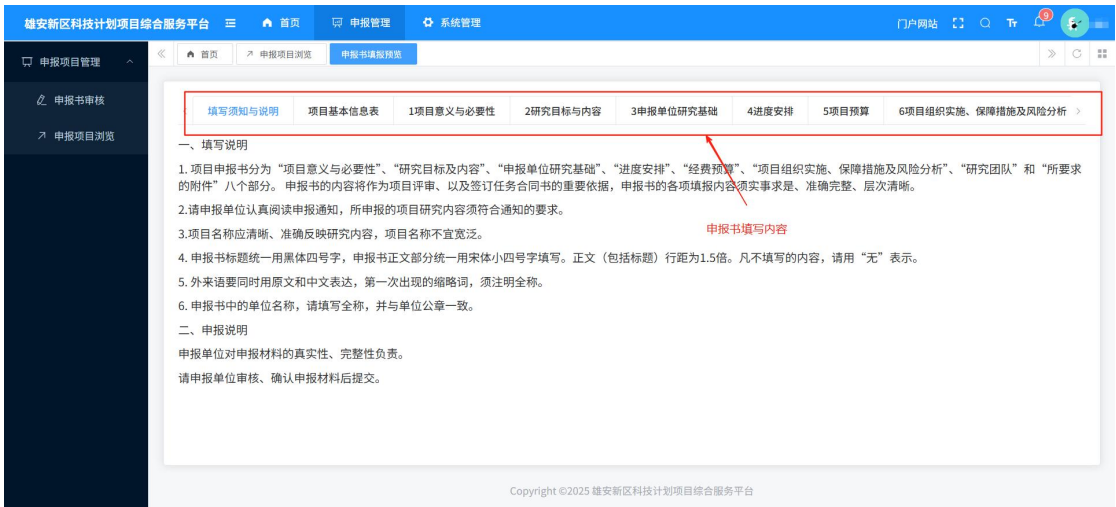 雄安新区科技计划项目综合服务平台 首页 申报管理 系统管理 门户网站 Tт 9
申报项目管理 首页 申报项目浏览 申报书填报预览
申报书审核
申报项目浏览
填写须知与说明 项目基本信息表 1项目意义与必要性 2研究目标与内容 3申报单位研究基础 4进度安排 5项目预算 6项目组织实施、保障措施及风险分析
一、填写说明
1. 项目申报书分为“项目意义与必要性”、“研究目标及内容”、“申报单位研究基础”、“进度安排”、“经费预算”、“项目组织实施、保障措施及风险分析”、“研究团队”和“所要求
的附件”八个部分。 申报书的内容将作为项目评审、以及签订任务合同书的重要依据，申报书的各项填报内容须实事求是、准确完整、层次清晰。
2.请申报单位认真阅读申报通知，所申报的项目研究内容须符合通知的要求。
3.项目名称应清晰、准确反映研究内容，项目名称不宜宽泛。
申报书填写内容
4. 申报书标题统一用黑体四号字，申报书正文部分统一用宋体小四号字填写。正文（包括标题）行距为1.5倍。凡不填写的内容，请用“无”表示。
5. 外来语要同时用原文和中文表达，第一次出现的缩略词，须注明全称。
6. 申报书中的单位名称，请填写全称，并与单位公章一致。
二、申报说明
申报单位对申报材料的真实性、完整性负责。
请申报单位审核、确认申报材料后提交。
Copyright ©2025 雄安新区科技计划项目综合服务平台